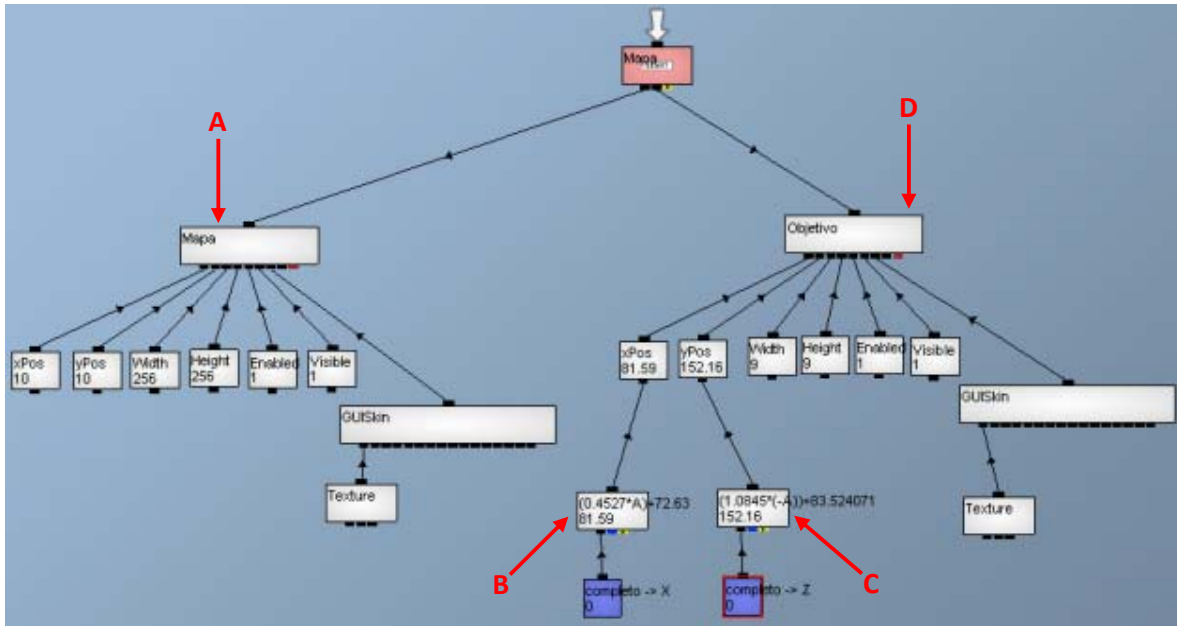 Mapa
A
D
Mapa
Objetivo
xPos
10
yPos
10
Width
256
Height
256
Enabled
1
Visible
1
xPos
81.59
yPos
152.16
Width
9
Height
9
Enabled
1
Visible
1
GUISkin
GUISkin
Texture
(0.4527*A)+72.63
81.59
(1.0845*(-A))+83.524071
152.16
Texture
B
C
completo -> X
0
completo -> Z
0